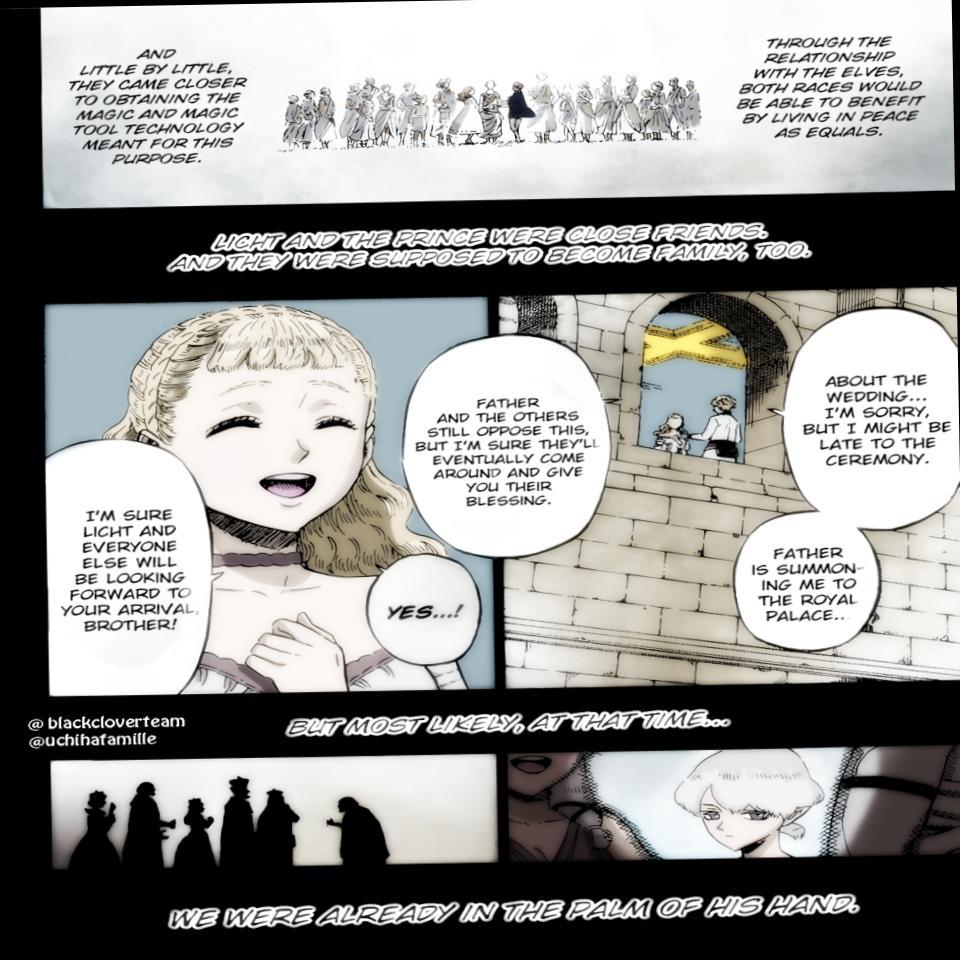 AND
LITTLE BY LITTLE,
THEY CAME CLOSER
TO OBTAINING THE
MAGIC AND MAGIC
TOOL TECHNOLOGY
MEANT FOR THIS
PURPOSE.
THROUGH THE
RELATIONSHIP
WITH THE ELVES,
BOTH RACES WOULD
BE ABLE TO BENEFIT
BY LIVING IN PEACE
AS EQUALS.
LICHT AND THE PRINCE WERE CLOSE FRIENDS.
AND THEY WERE SUPPOSED TO BECOME FAMILY, TOO.
I'M SURE
LICHT AND
EVERYONE
ELSE WILL
BE LOOKING
FORWARD TO
YOUR ARRIVAL,
BROTHER!
FATHER
AND THE OTHERS
STILL OPPOSE THIS,
BUT I'M SURE THEY'LL
EVENTUALLY COME
AROUND AND GIVE
YOU THEIR
BLESSING.
YES...!
ABOUT THE
WEDDING...
I'M SORRY,
BUT I MIGHT BE
LATE TO THE
CEREMONY.
FATHER
IS SUMMON-
ING ME TO
THE ROYAL
PALACE..
@ blackcloverteam
@uchihafamille
BUT MOST LIKELY, AT THAT TIME...
WE WERE ALREADY IN THE PALM OF HIS HAND.